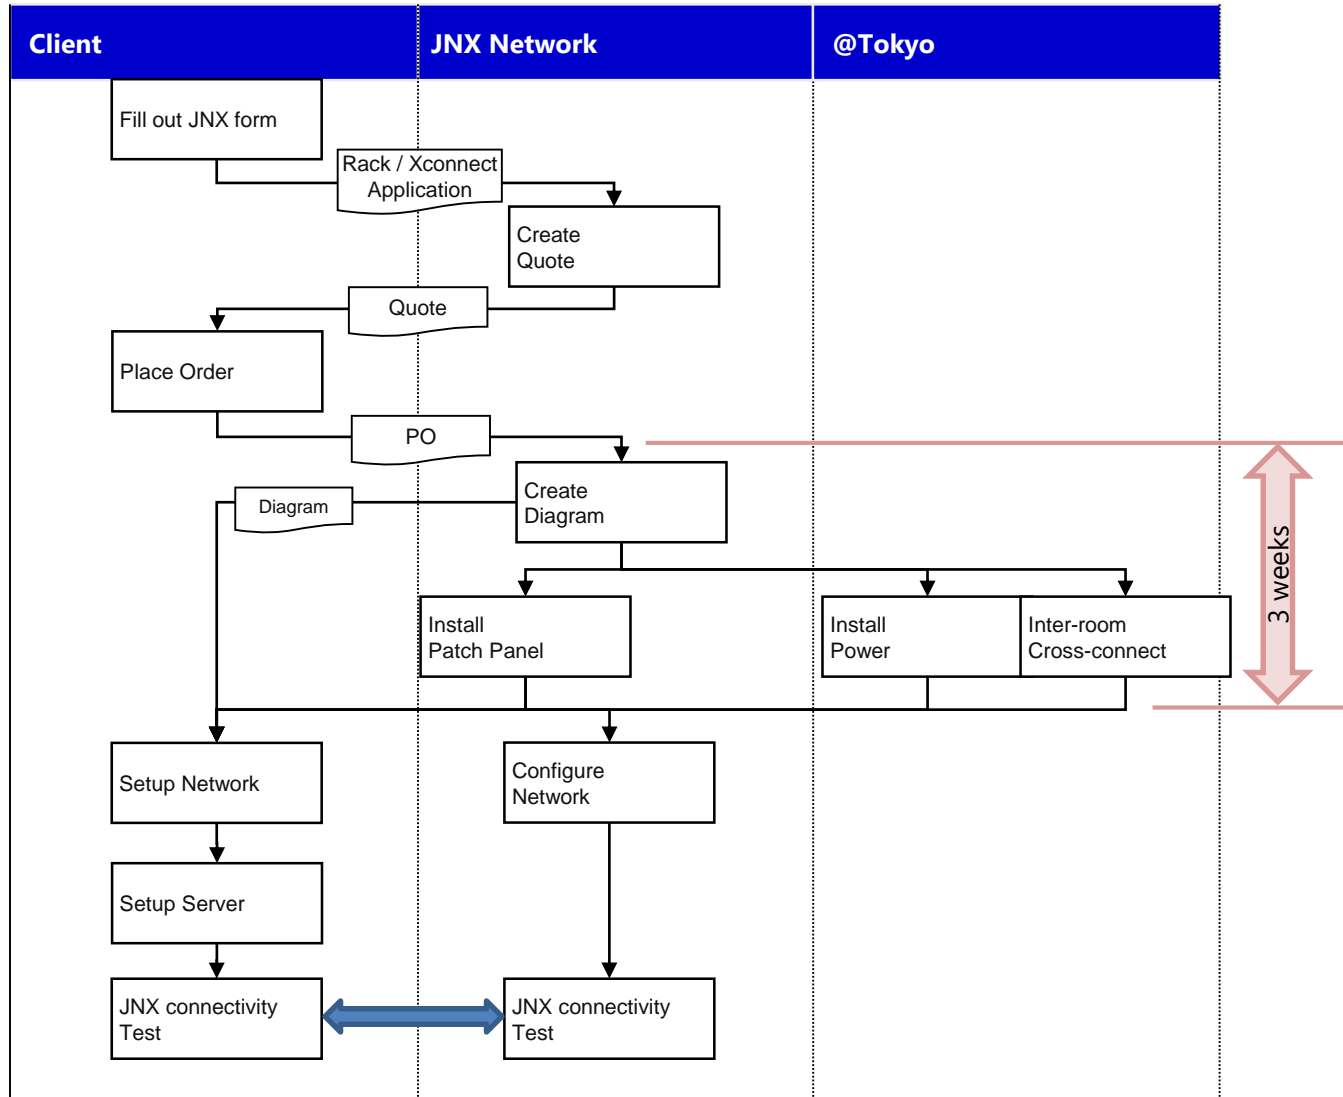 Client
JNX Network
@Tokyo
Fill out JNX form
Rack / Xconnect
Application
Create
Quote
Quote
Place Order
PO
Create
Diagram
Diagram
3 weeks
Install
Patch Panel
Install
Power
Inter-room
Cross-connect
Setup Network
Configure
Network
Setup Server
JNX connectivity
Test
JNX connectivity
Test